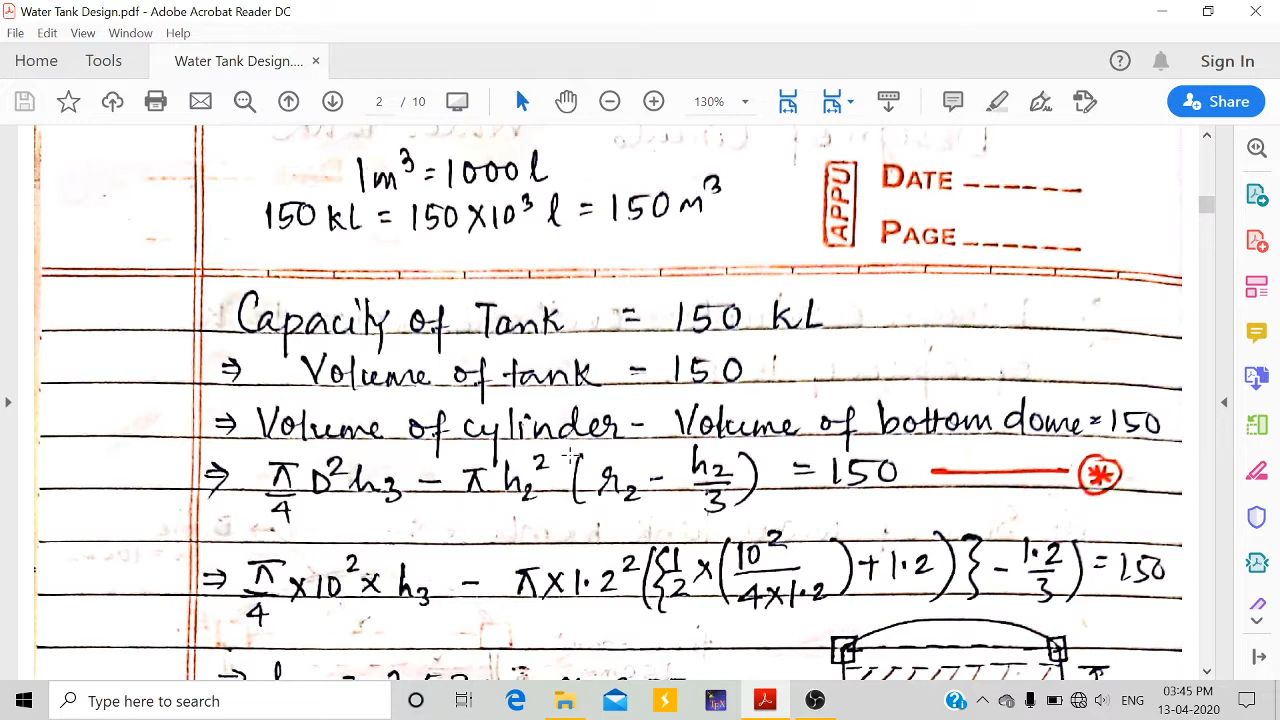 Water Tank Design.pdf - Adobe Acrobat Reader DC
File Edit View Window Help
Home Tools Water Tank Design.... × Sign In
2 / 10 130% Share
1m³ = 1000 l
150 kL = 150×10³ l = 150 m³
APPU
DATE ------
PAGE ------
Capacity of Tank = 150 kL
⇒ Volume of tank = 150
⇒ Volume of cylinder - Volume of bottom dome = 150
⇒ π/4 D²h₃ - πh₂² (r₂ - h₂/3) = 150 ——— *
⇒ π/4 × 10² × h₃ - π × 1.2² ({1/2 × (10²/(4×1.2)) + 1.2)} - 1.2/3) = 150
Type here to search
ENG
03:45 PM
13-04-2020